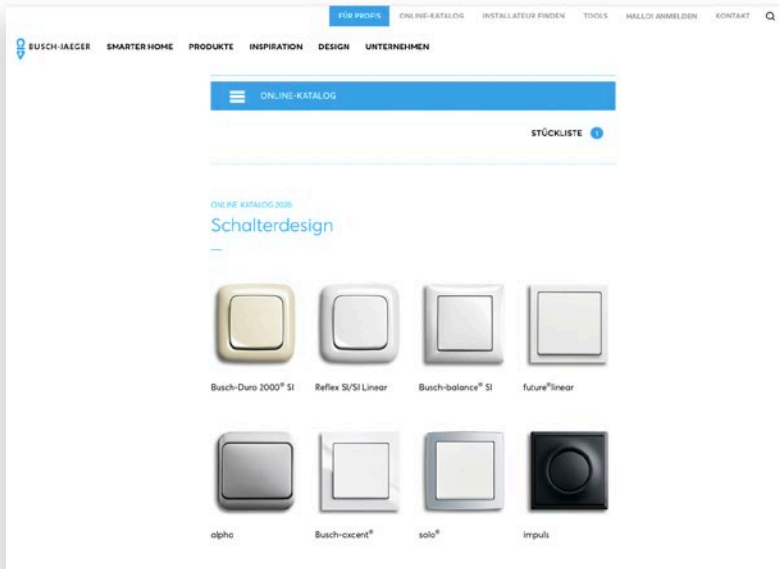 FÜR PROFIS ONLINE-KATALOG INSTALLATEUR FINDEN TOOLS HALLO! ANMELDEN KONTAKT
BUSCH-JAEGER SMARTER HOME PRODUKTE INSPIRATION DESIGN UNTERNEHMEN
ONLINE-KATALOG
STÜCKLISTE 1
ONLINE KATALOG 2020
Schalterdesign
Busch-Duro 2000® SI Reflex SI/SI Linear Busch-balance® SI future®linear
alpha Busch-axcent® solo® impuls